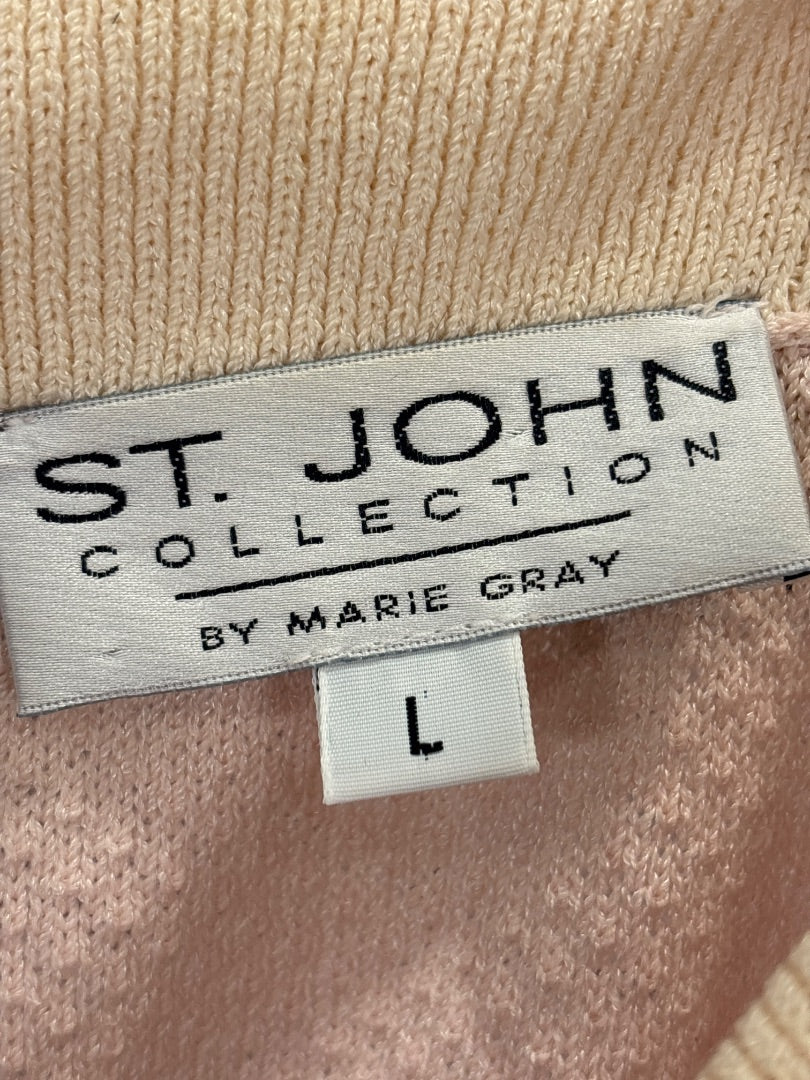 ST. JOHN
COLLECTION
BY MARIE GRAY
L